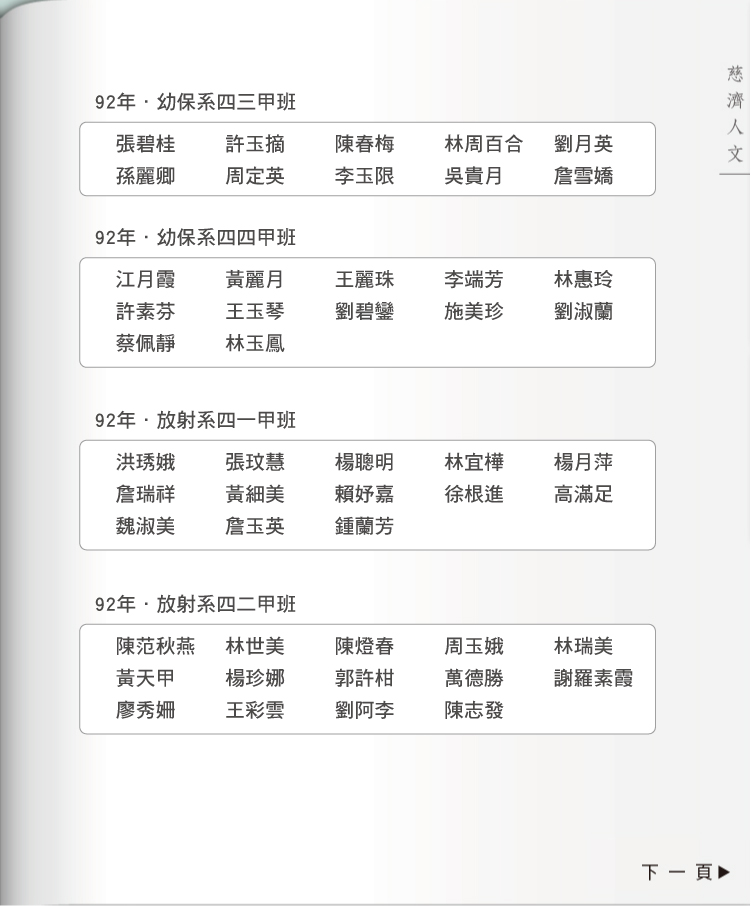 慈濟人文
92年·幼保系四三甲班
張碧桂 許玉摘 陳春梅 林周百合 劉月英
孫麗卿 周定英 李玉限 吳貴月 詹雪嬌
92年·幼保系四四甲班
江月霞 黃麗月 王麗珠 李端芳 林惠玲
許素芬 王玉琴 劉碧鑾 施美珍 劉淑蘭
蔡佩靜 林玉鳳
92年·放射系四一甲班
洪琇娥 張玟慧 楊聰明 林宜樺 楊月萍
詹瑞祥 黃細美 賴妤嘉 徐根進 高滿足
魏淑美 詹玉英 鍾蘭芳
92年·放射系四二甲班
陳范秋燕 林世美 陳燈春 周玉娥 林瑞美
黃天甲 楊珍娜 郭許柑 萬德勝 謝羅素霞
廖秀姍 王彩雲 劉阿李 陳志發
下一頁▶